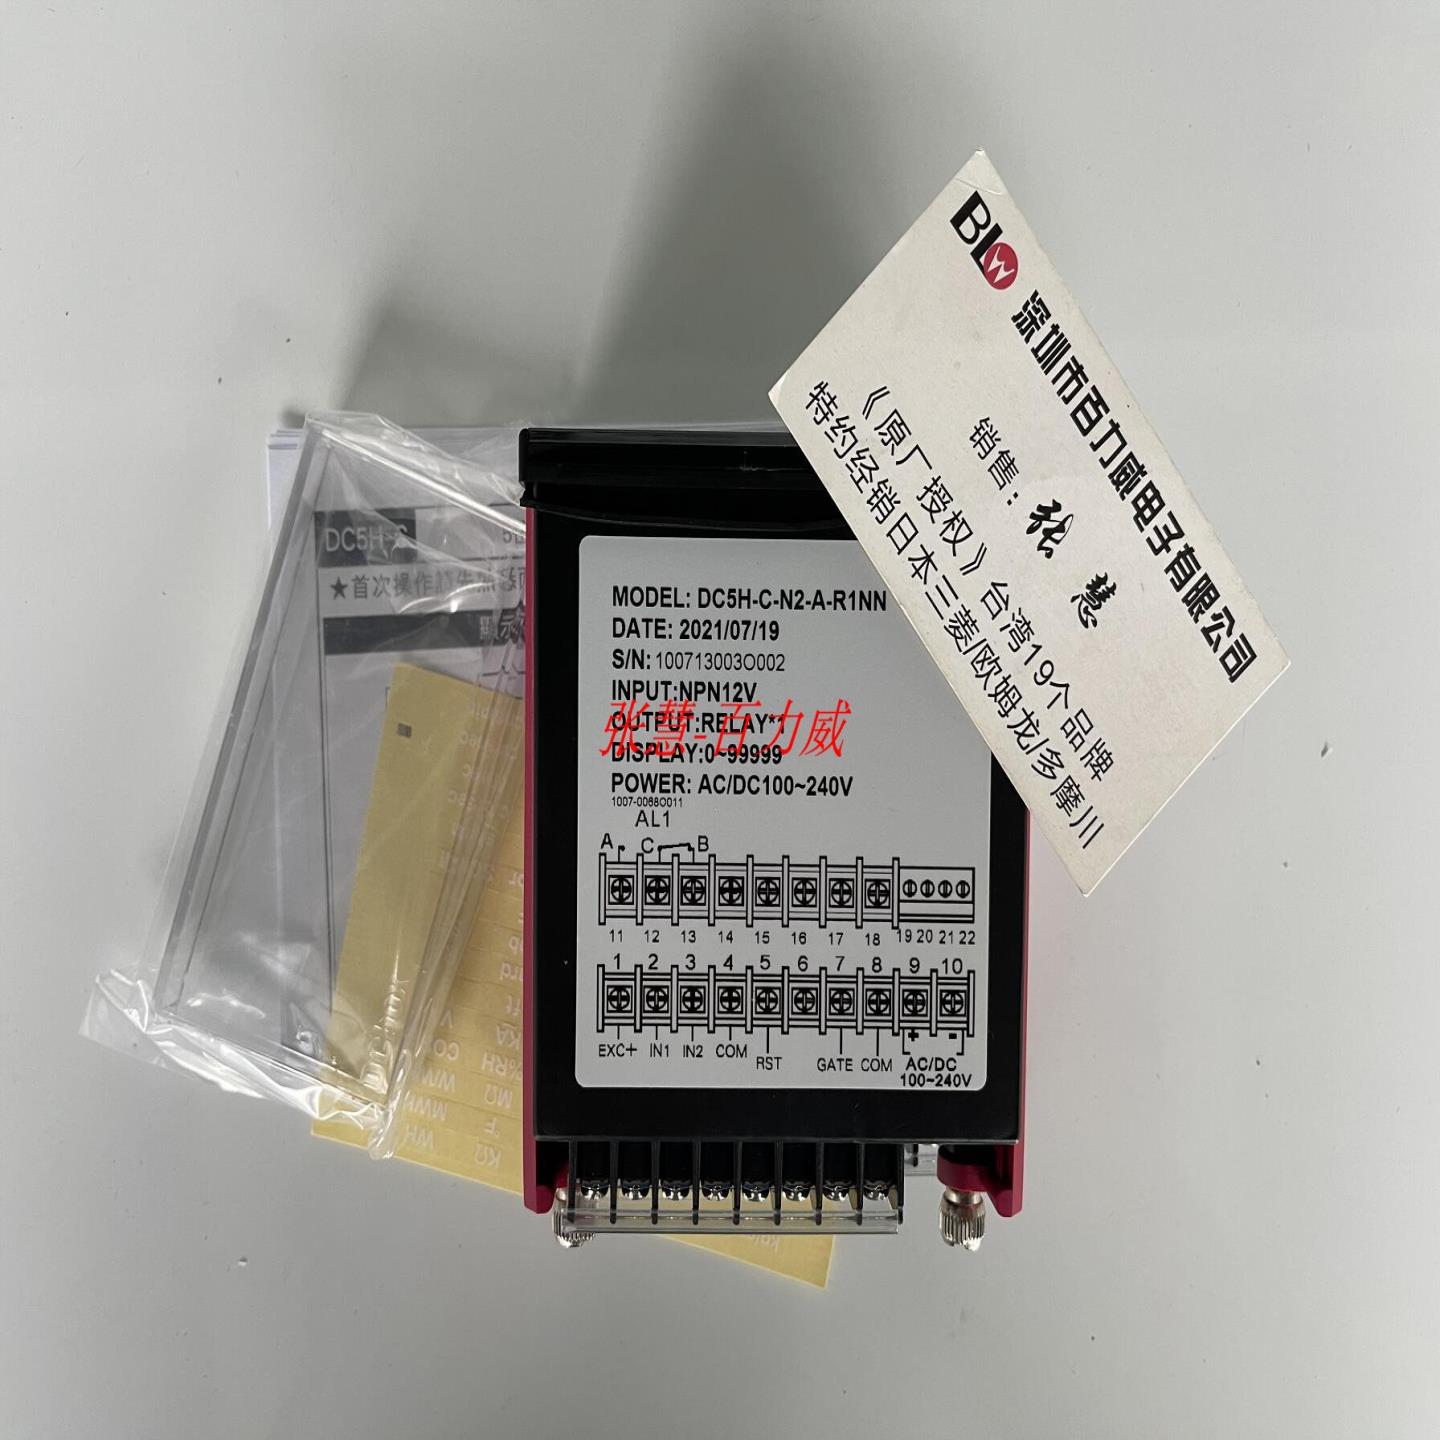 BLW
深圳市百力威电子有限公司
销售：张 慧
《原厂授权》台湾19个品牌
特约经销日本三菱/欧姆龙/多摩川
DC5H-C
★首次操作
MODEL: DC5H-C-N2-A-R1NN
DATE: 2021/07/19
S/N: 1007130030002
INPUT:NPN12V
OUTPUT:RELAY*1
张慧-百力威
DISPLAY:0~99999
POWER: AC/DC100~240V
1007-00680011
AL1
A C B
11 12 13 14 15 16 17 18 19 20 21 22
1 2 3 4 5 6 7 8 9 10
EXC+ IN1 IN2 COM RST GATE COM AC/DC
100~240V
+ -